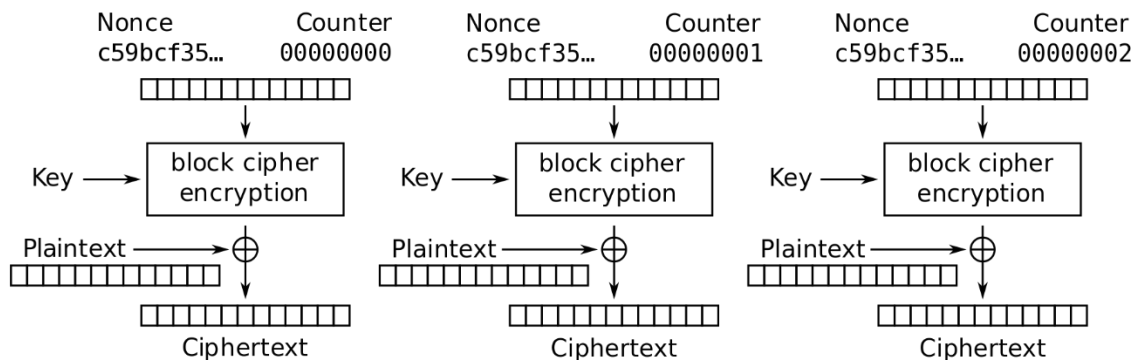 Nonce Counter
c59bcf35… 00000000
block cipher
encryption
Key
Plaintext
Ciphertext
Nonce Counter
c59bcf35… 00000001
block cipher
encryption
Key
Plaintext
Ciphertext
Nonce Counter
c59bcf35… 00000002
block cipher
encryption
Key
Plaintext
Ciphertext